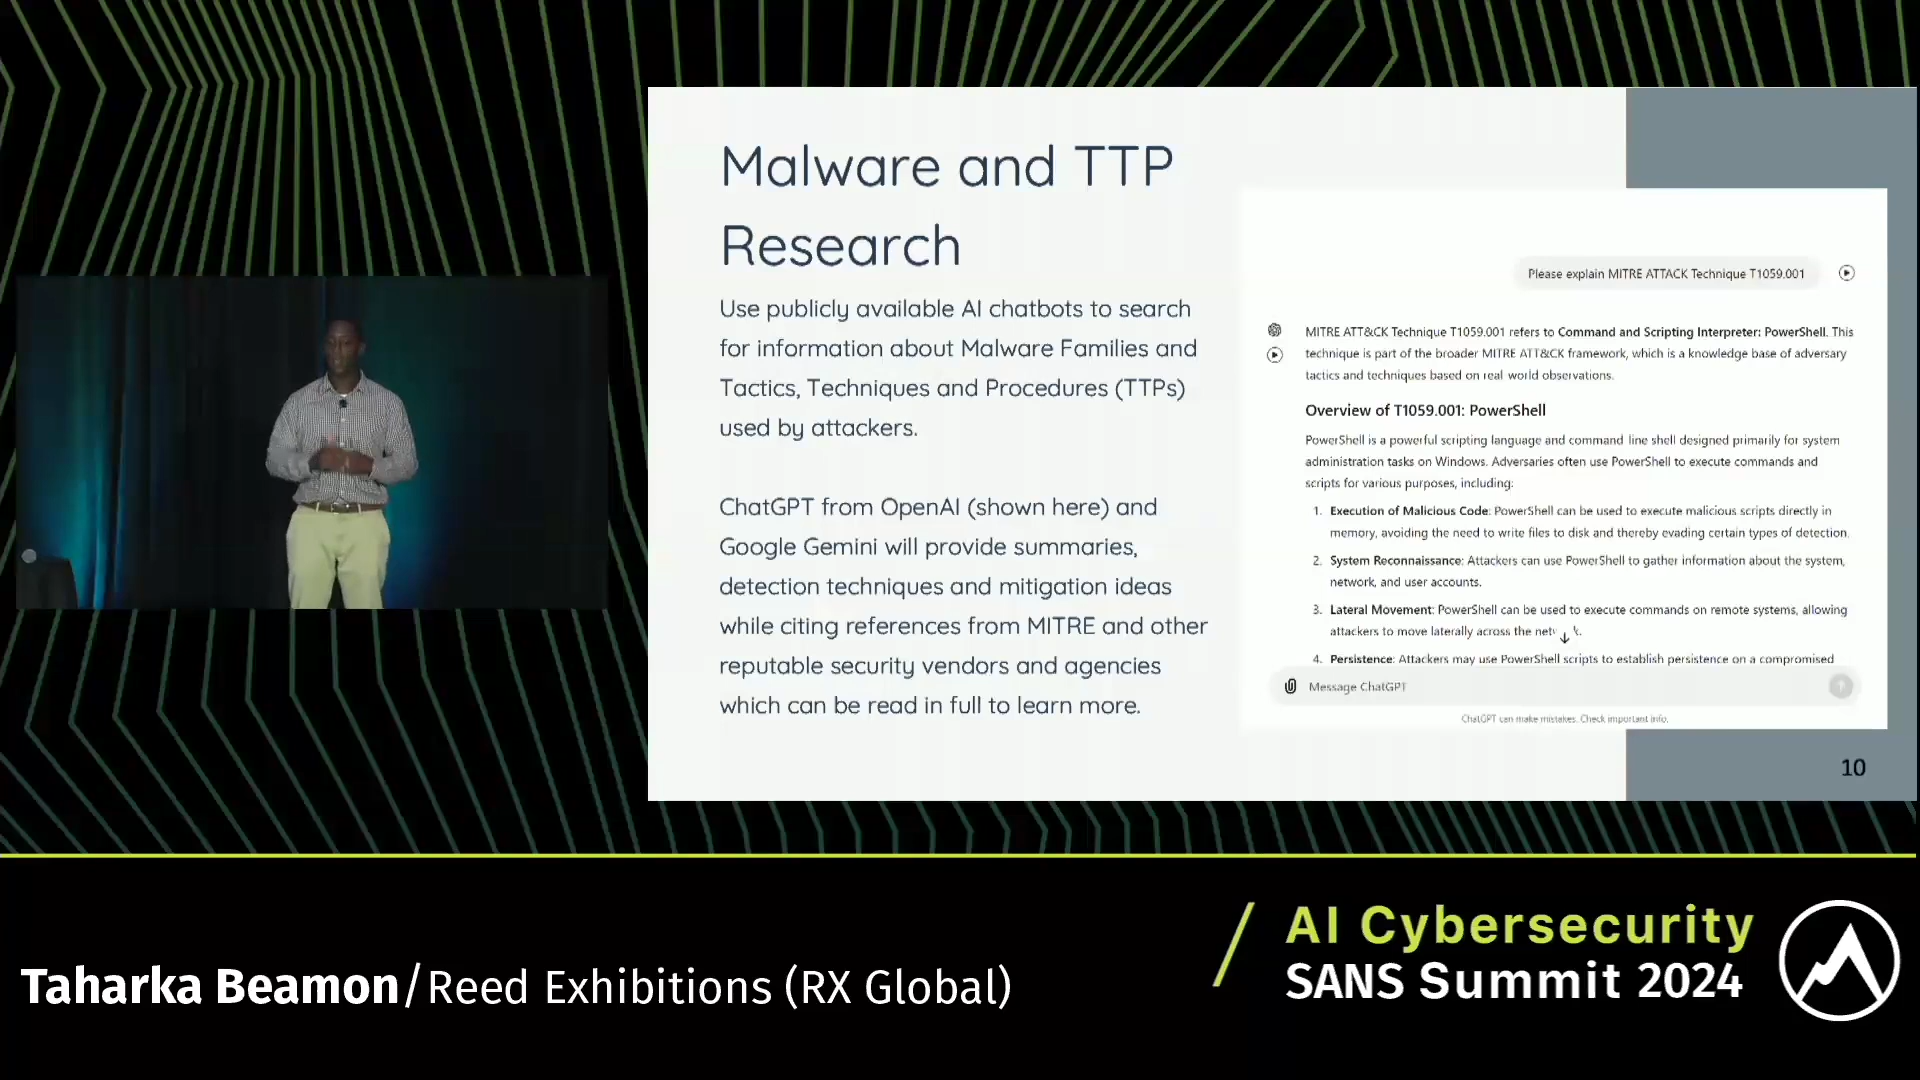 Malware and TTP
Research
Use publicly available AI chatbots to search
for information about Malware Families and
Tactics, Techniques and Procedures (TTPs)
used by attackers.
ChatGPT from OpenAI (shown here) and
Google Gemini will provide summaries,
detection techniques and mitigation ideas
while citing references from MITRE and other
reputable security vendors and agencies
which can be read in full to learn more.
Please explain MITRE ATTACK Technique T1059.001
MITRE ATT&CK Technique T1059.001 refers to Command and Scripting Interpreter: PowerShell. This
technique is part of the broader MITRE ATT&CK framework, which is a knowledge base of adversary
tactics and techniques based on real world observations.
Overview of T1059.001: PowerShell
PowerShell is a powerful scripting language and command line shell designed primarily for system
administration tasks on Windows. Adversaries often use PowerShell to execute commands and
scripts for various purposes, including:
1. Execution of Malicious Code: PowerShell can be used to execute malicious scripts directly in
memory, avoiding the need to write files to disk and thereby evading certain types of detection.
2. System Reconnaissance: Attackers can use PowerShell to gather information about the system,
network, and user accounts.
3. Lateral Movement: PowerShell can be used to execute commands on remote systems, allowing
attackers to move laterally across the
4. Persistence: Attackers may use PowerShell scripts to establish persistence on a compromised
Message ChatGPT
ChatGPT can make mistakes. Check important info.
10
Taharka Beamon/Reed Exhibitions (RX Global)
/ AI Cybersecurity
SANS Summit 2024